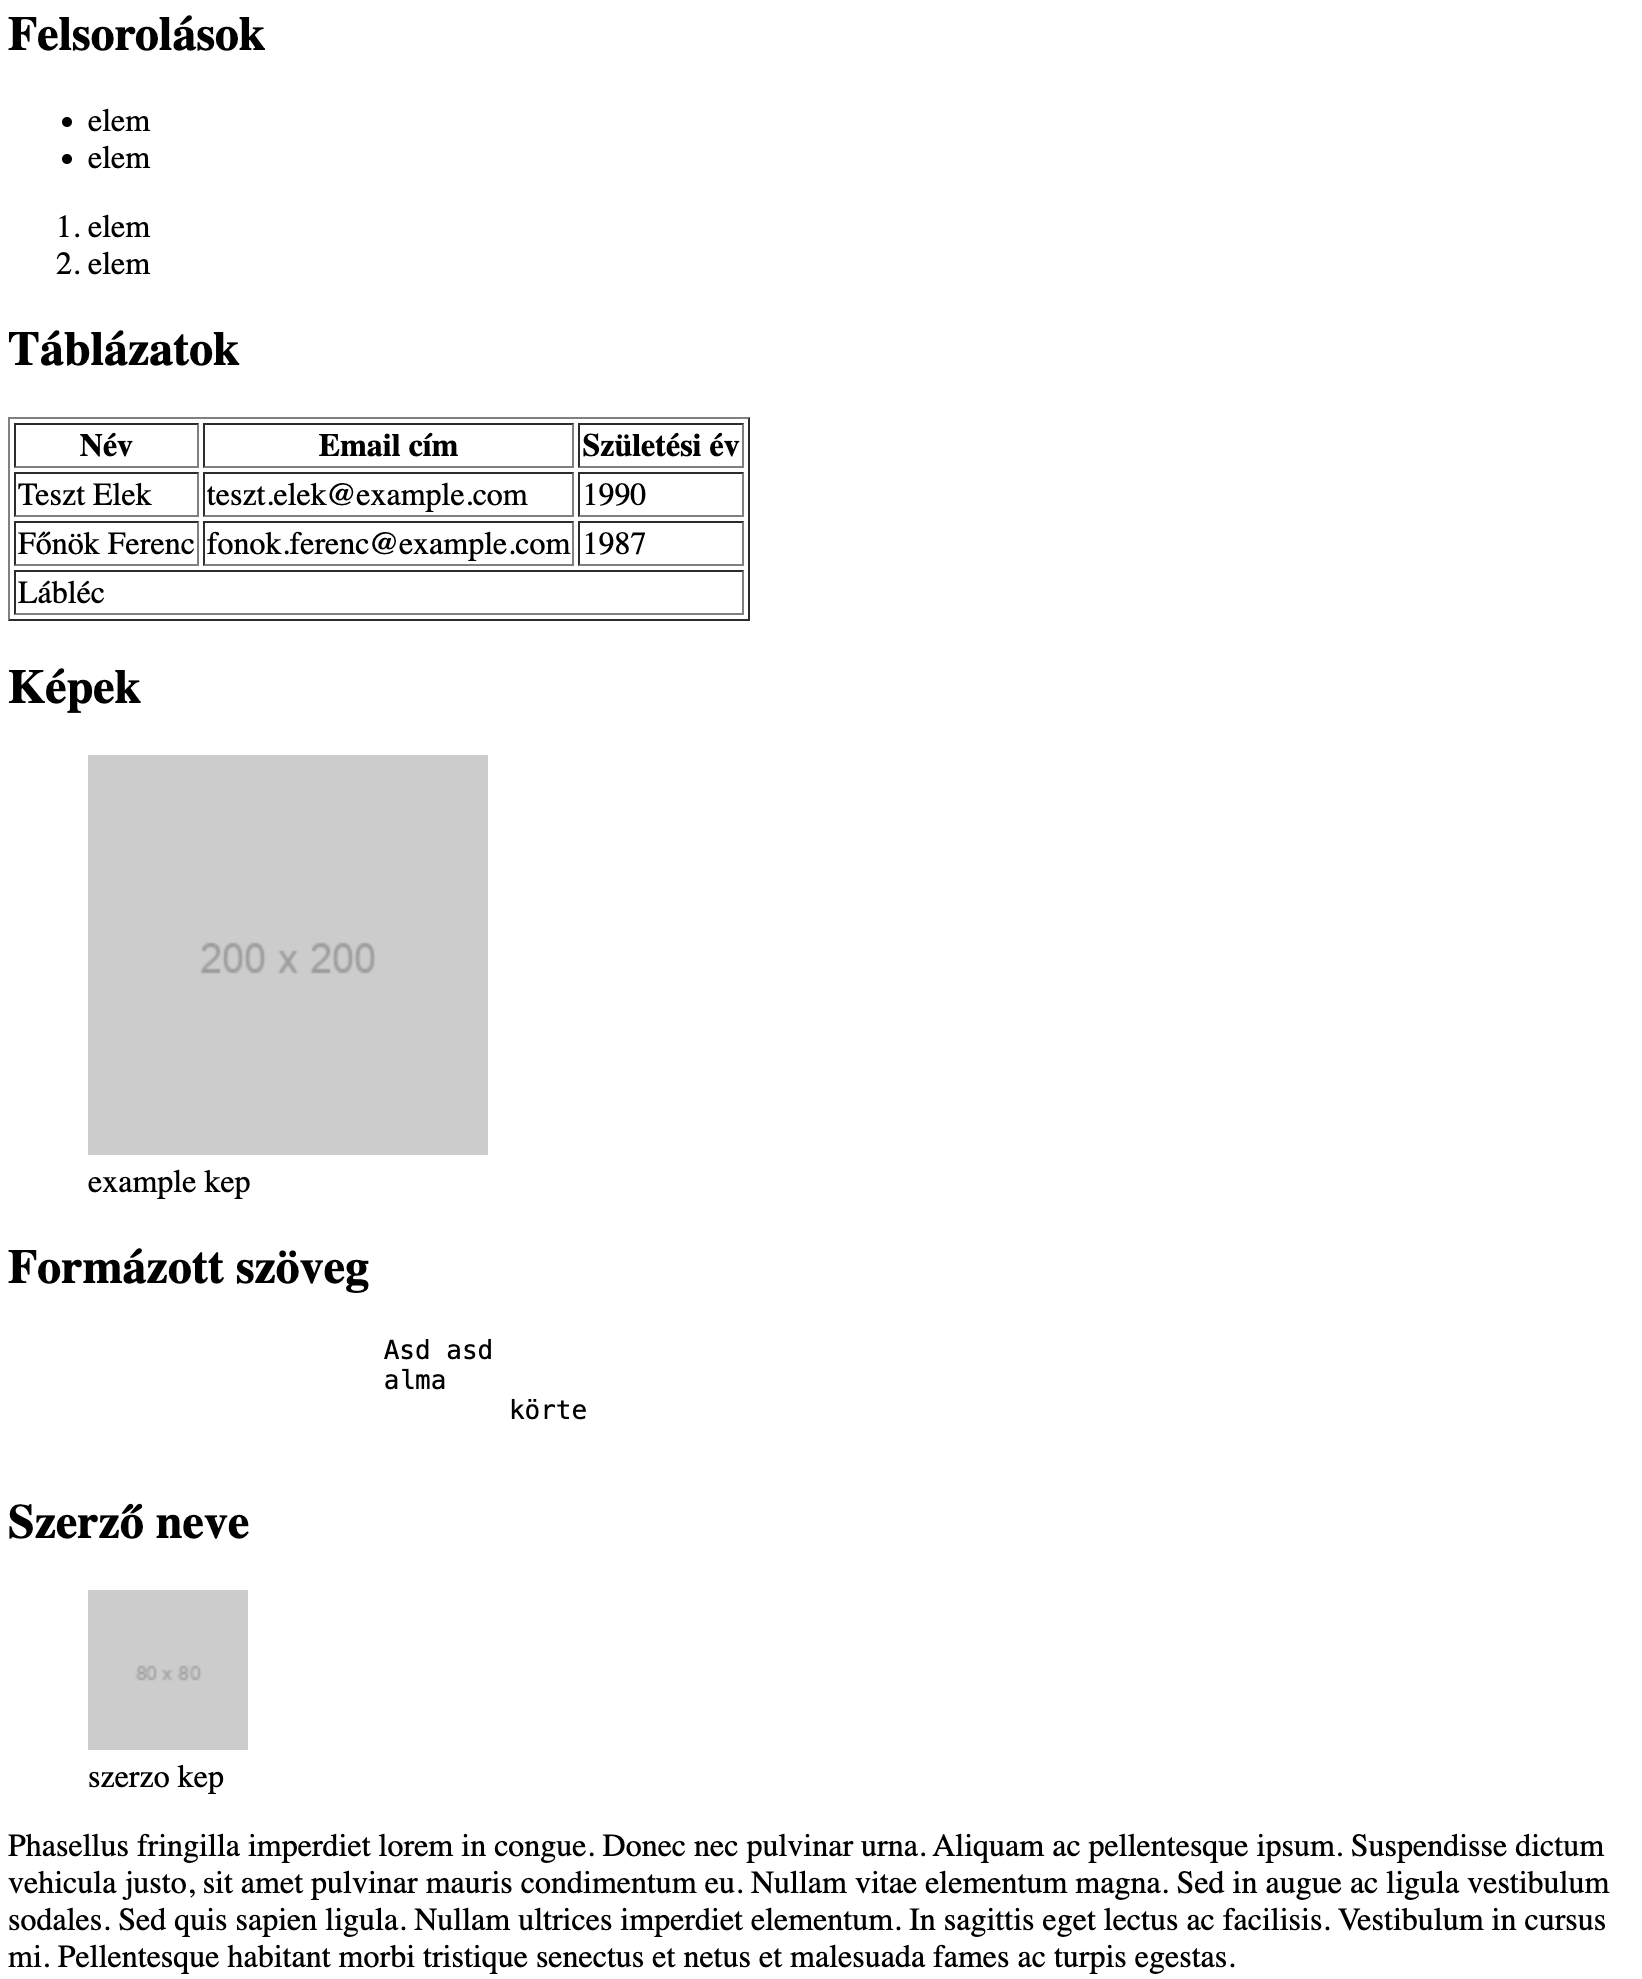 Felsorolások
• elem
• elem
1. elem
2. elem
Táblázatok
Név Email cím Születési év
Teszt Elek teszt.elek@example.com 1990
Főnök Ferenc fonok.ferenc@example.com 1987
Lábléc
Képek
200 x 200
example kep
Formázott szöveg
Asd asd
alma
körte
Szerző neve
80 x 80
szerzo kep
Phasellus fringilla imperdiet lorem in congue. Donec nec pulvinar urna. Aliquam ac pellentesque ipsum. Suspendisse dictum
vehicula justo, sit amet pulvinar mauris condimentum eu. Nullam vitae elementum magna. Sed in augue ac ligula vestibulum
sodales. Sed quis sapien ligula. Nullam ultrices imperdiet elementum. In sagittis eget lectus ac facilisis. Vestibulum in cursus
mi. Pellentesque habitant morbi tristique senectus et netus et malesuada fames ac turpis egestas.